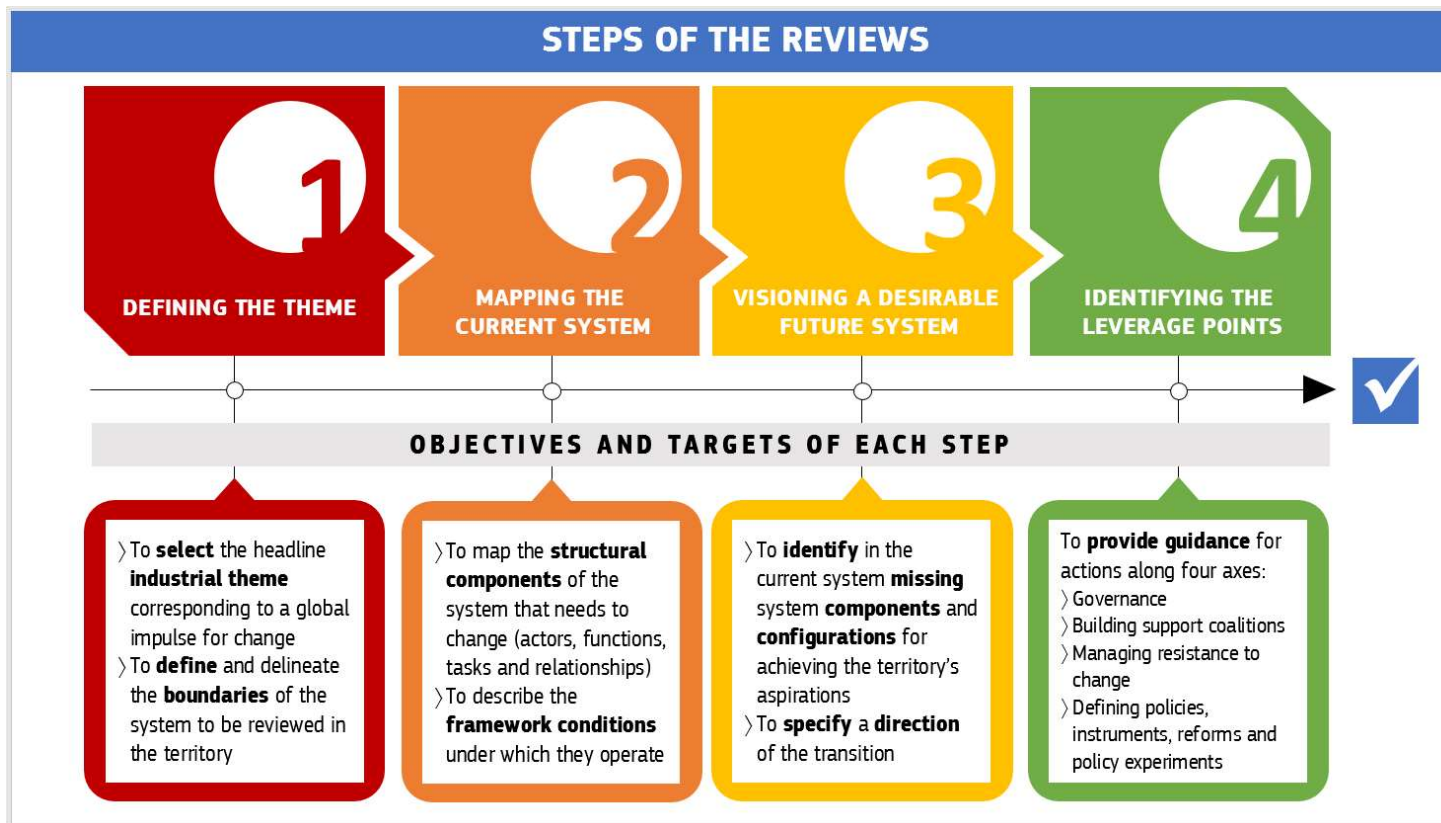 STEPS OF THE REVIEWS
1
DEFINING THE THEME
2
MAPPING THE
CURRENT SYSTEM
3
VISIONING A DESIRABLE
FUTURE SYSTEM
4
IDENTIFYING THE
LEVERAGE POINTS
OBJECTIVES AND TARGETS OF EACH STEP
〉To select the headline
industrial theme
corresponding to a global
impulse for change
〉To define and delineate
the boundaries of the
system to be reviewed in
the territory
〉To map the structural
components of the
system that needs to
change (actors, functions,
tasks and relationships)
〉To describe the
framework conditions
under which they operate
〉To identify in the
current system missing
system components and
configurations for
achieving the territory's
aspirations
〉To specify a direction
of the transition
To provide guidance for
actions along four axes:
〉Governance
〉Building support coalitions
〉Managing resistance to
change
〉Defining policies,
instruments, reforms and
policy experiments